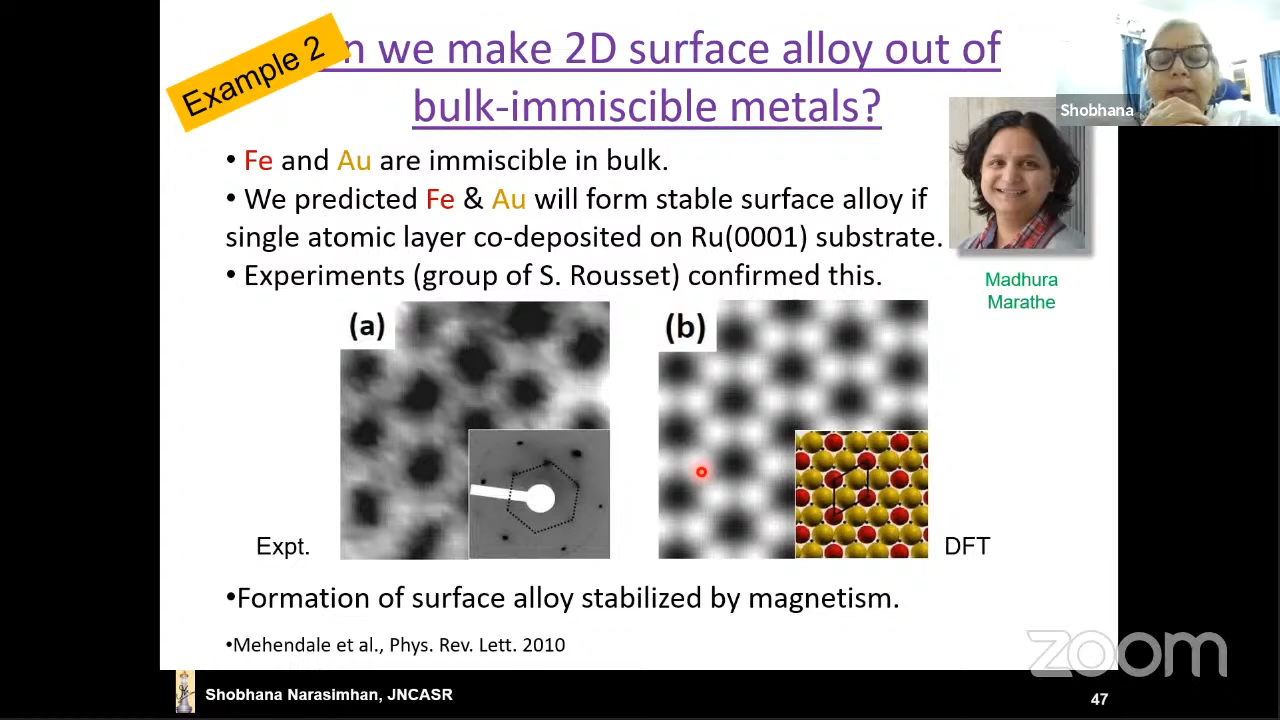 Example 2
n we make 2D surface alloy out of
bulk-immiscible metals?
Shobhana
• Fe and Au are immiscible in bulk.
• We predicted Fe & Au will form stable surface alloy if
single atomic layer co-deposited on Ru(0001) substrate.
• Experiments (group of S. Rousset) confirmed this.
Madhura
Marathe
(a)
(b)
Expt.
DFT
•Formation of surface alloy stabilized by magnetism.
•Mehendale et al., Phys. Rev. Lett. 2010
zoom
Shobhana Narasimhan, JNCASR
47